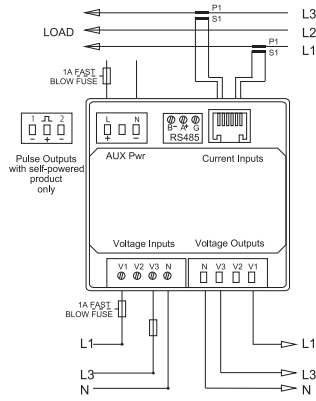 P1
L3
S1
LOAD
L2
P1
L1
S1
1A FAST
BLOW FUSE
1 2
- + -
L N
+ -
B- A+ G
RS485
Pulse Outputs
with self-powered
product
only
AUX Pwr
Current Inputs
Voltage Inputs Voltage Outputs
V1 V2 V3 N N V3 V2 V1
1A FAST
BLOW FUSE
L1 L1
L3 L3
N N